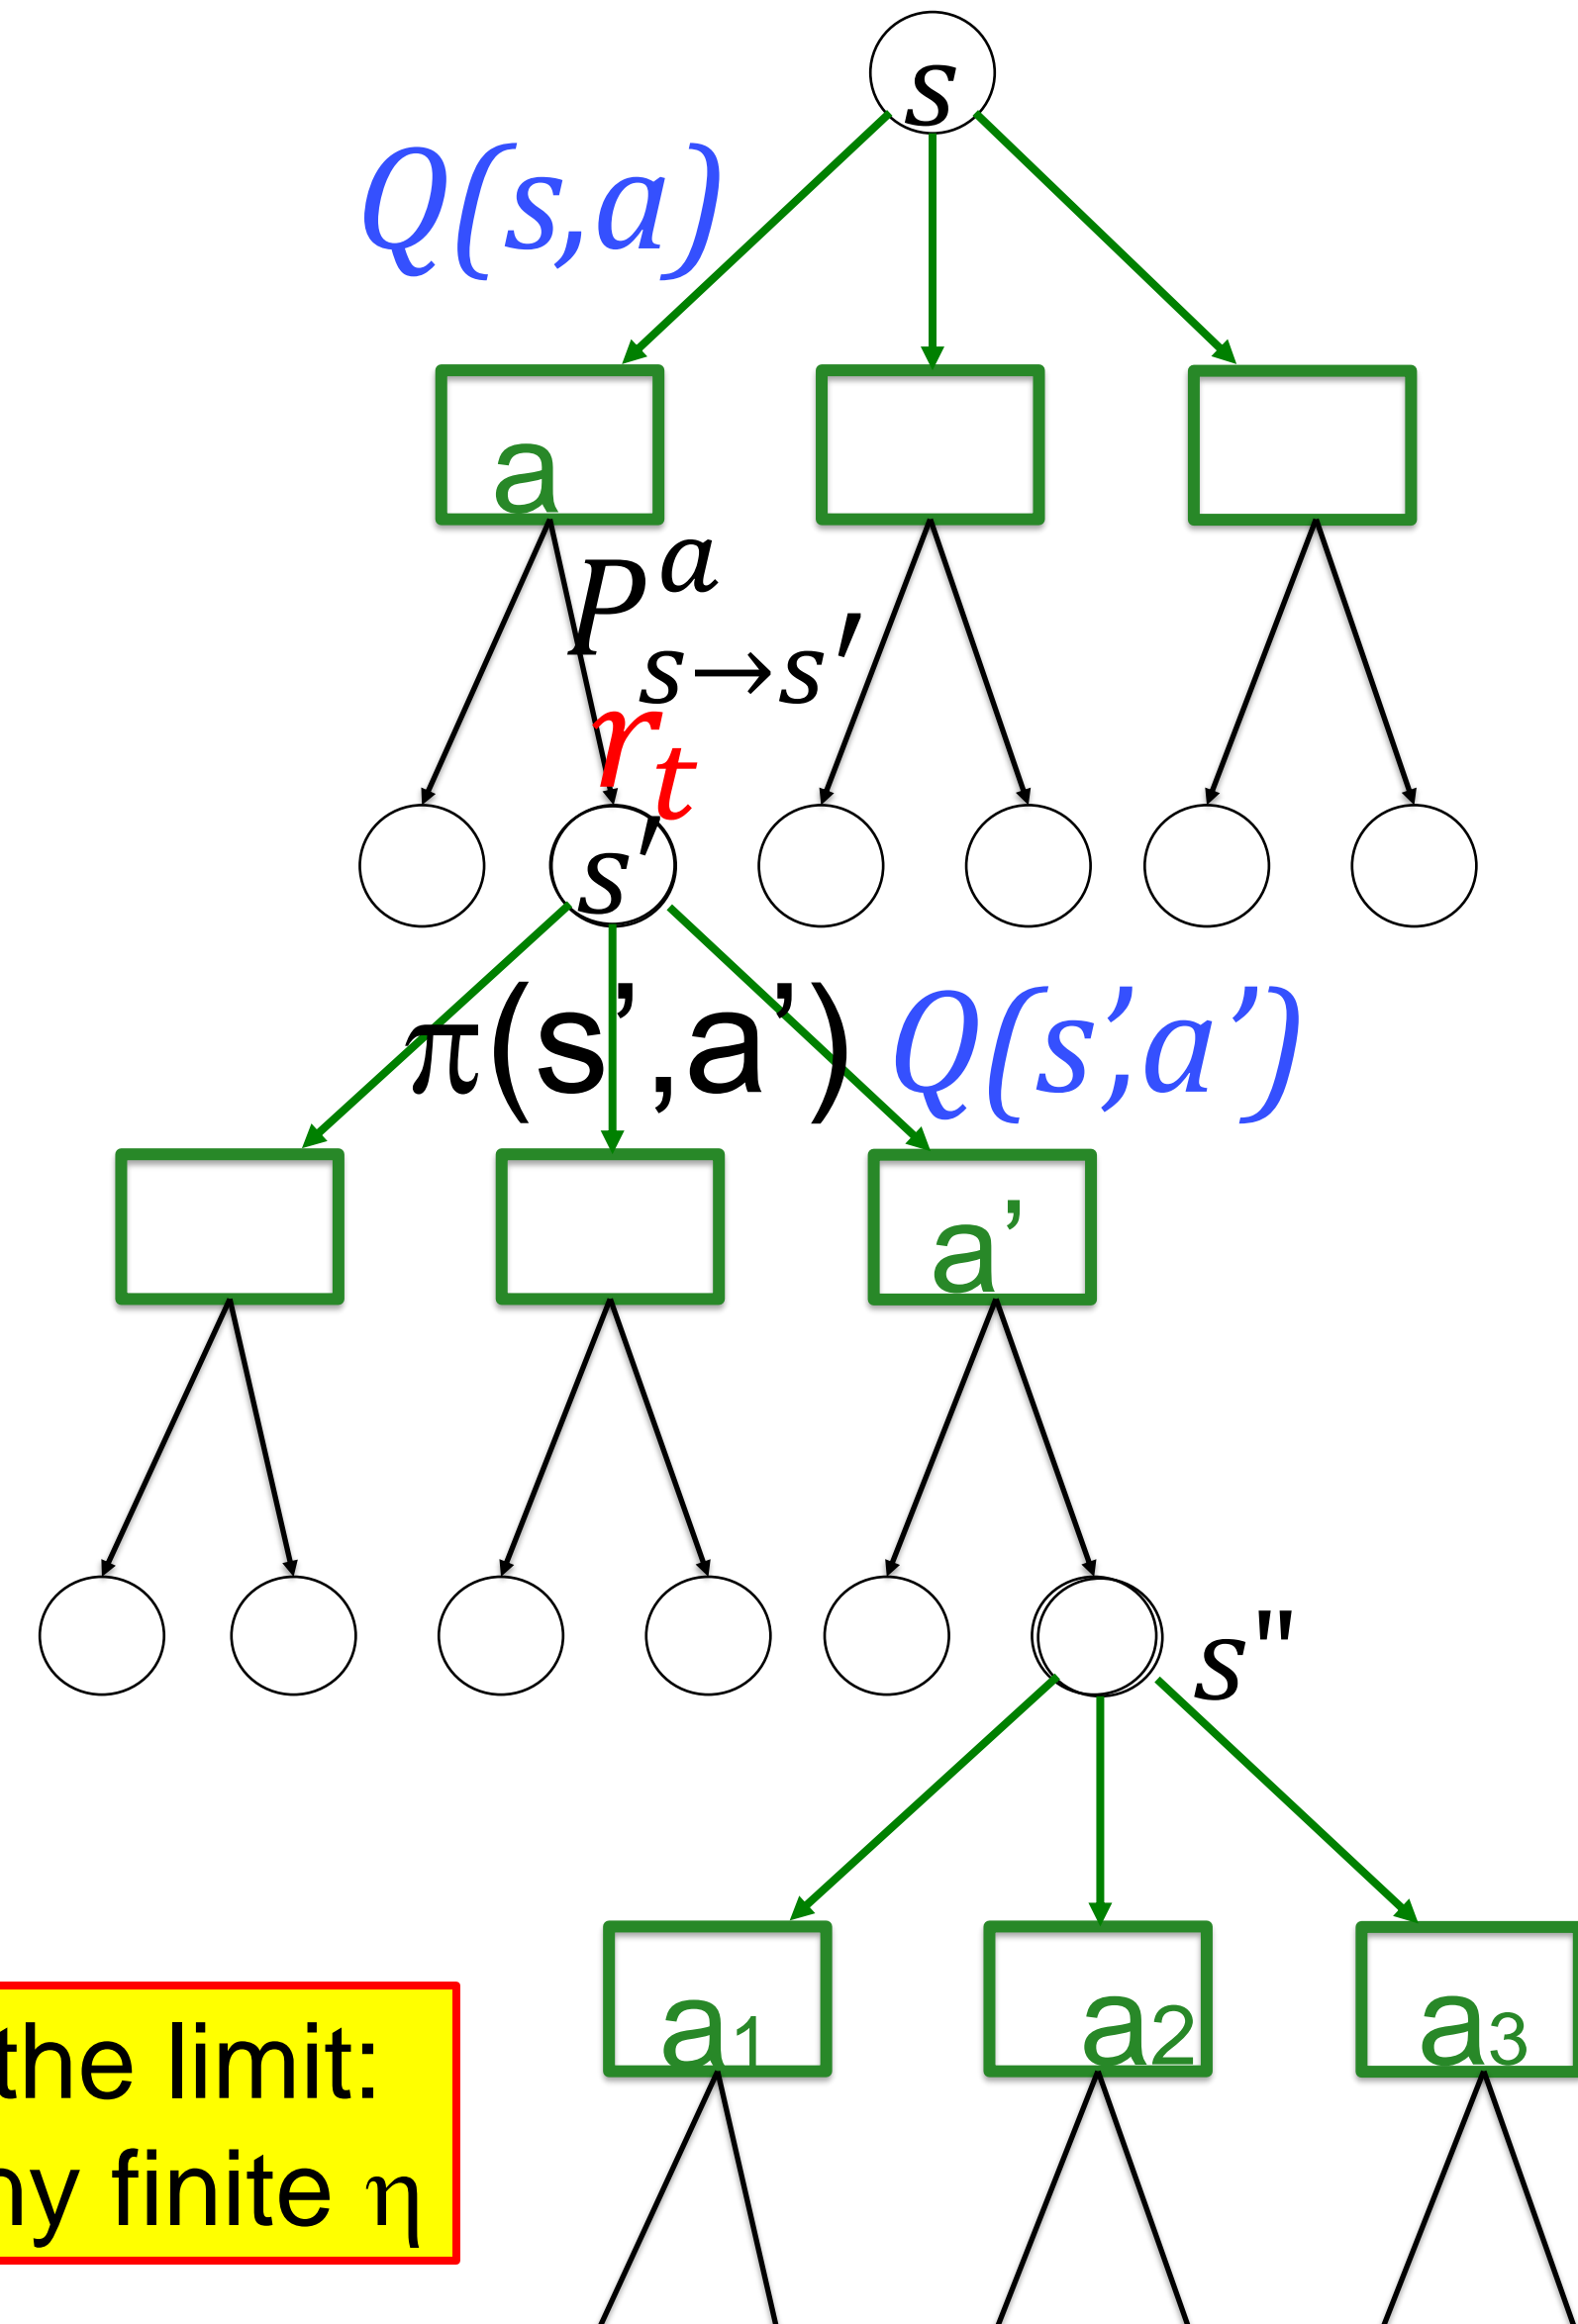 s
Q(s,a)
a
P^a_{s→s'}
r_t
s'
π(s',a')
Q(s',a')
a'
s"
a1 a2 a3
the limit:
ny finite η